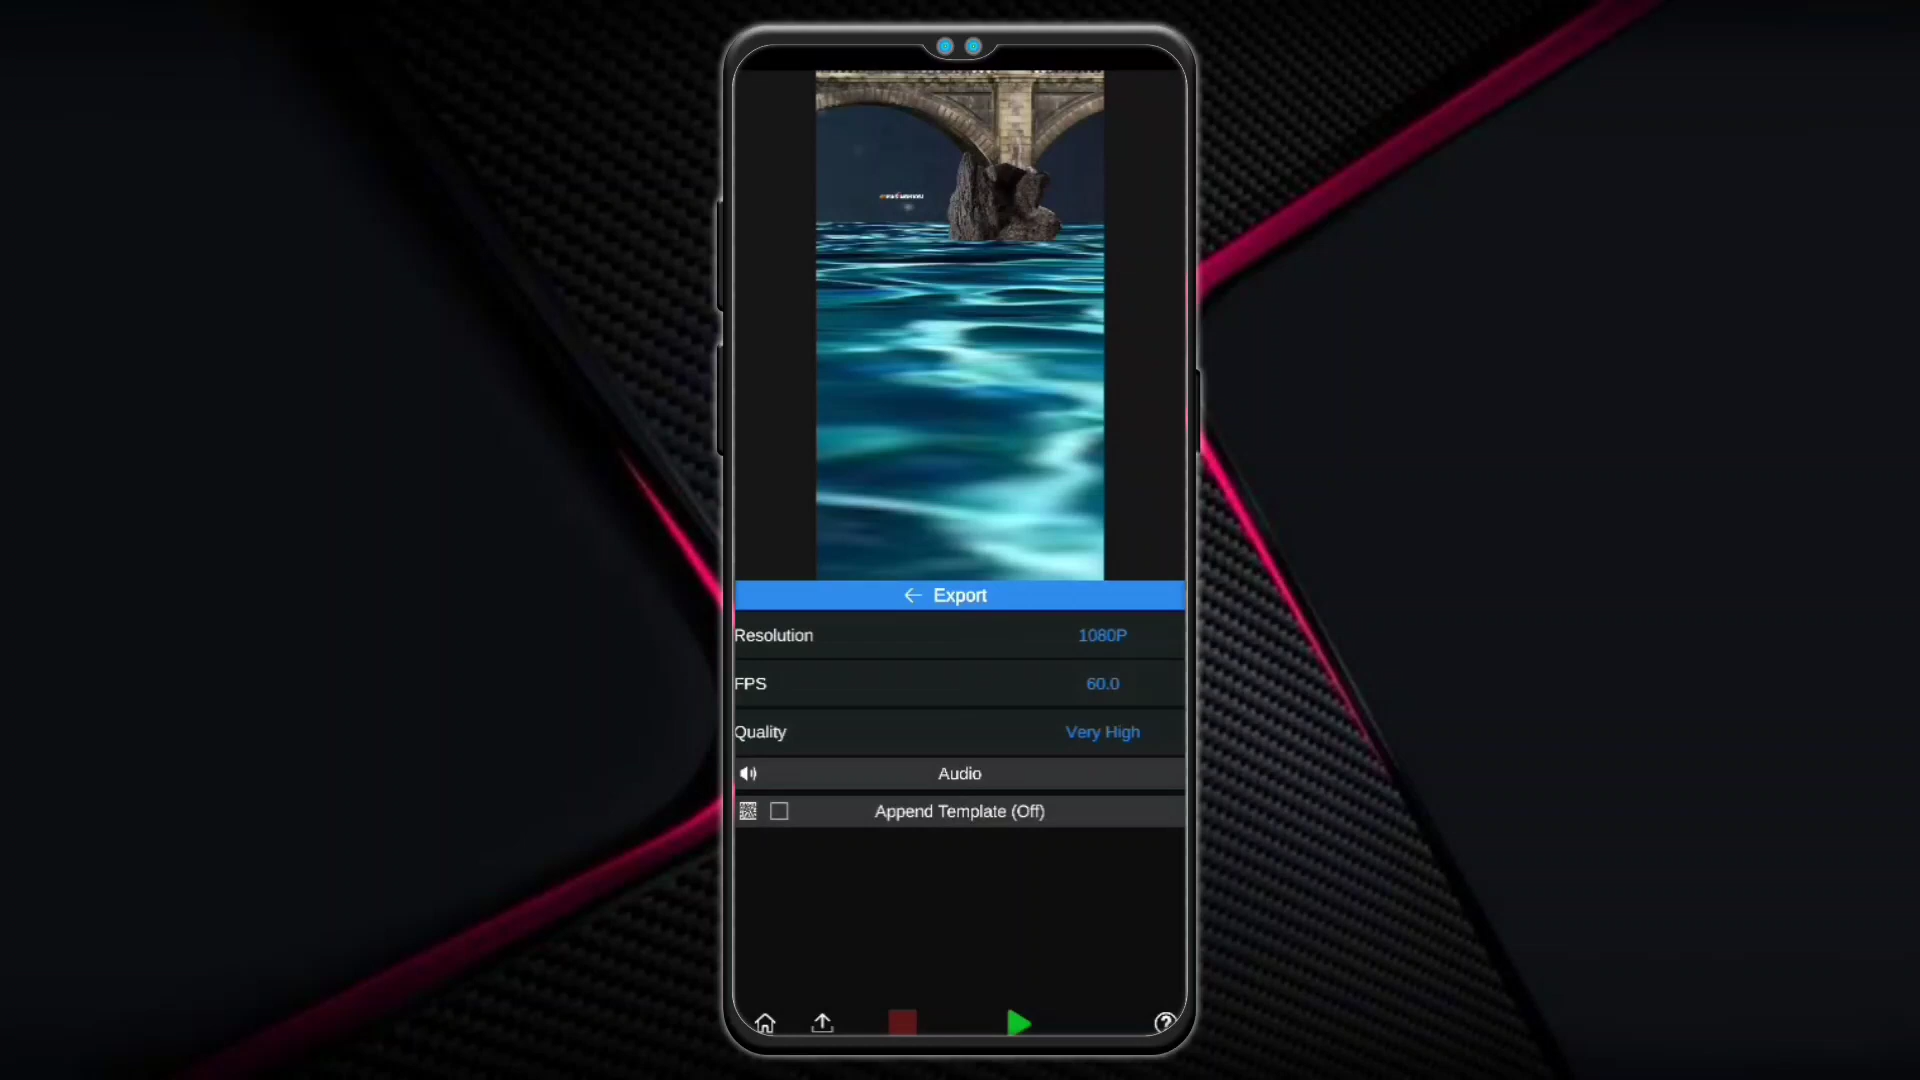 Export
Resolution 1080P
FPS 60.0
Quality Very High
Audio
Append Template (Off)